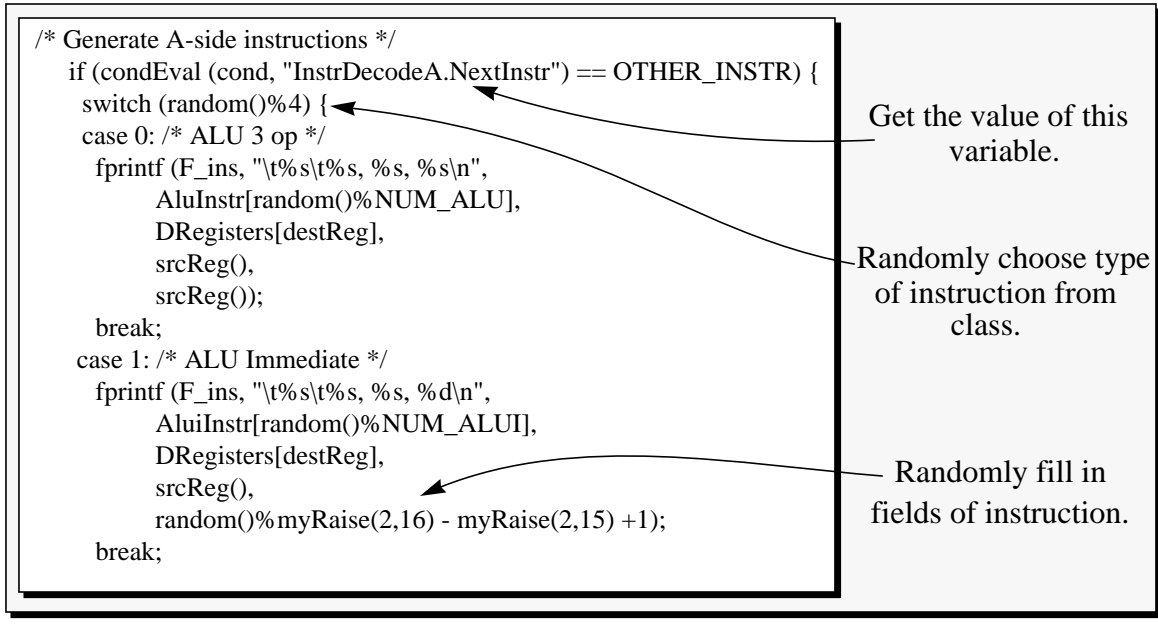 /* Generate A-side instructions */
if (condEval (cond, "InstrDecodeA.NextInstr") == OTHER_INSTR) {
switch (random()%4) {
case 0: /* ALU 3 op */
fprintf (F_ins, "\t%s\t%s, %s, %s\n",
AluInstr[random()%NUM_ALU],
DRegisters[destReg],
srcReg(),
srcReg());
break;
case 1: /* ALU Immediate */
fprintf (F_ins, "\t%s\t%s, %s, %d\n",
AluiInstr[random()%NUM_ALUI],
DRegisters[destReg],
srcReg(),
random()%myRaise(2,16) - myRaise(2,15) +1);
break;
Get the value of this
variable.
Randomly choose type
of instruction from
class.
Randomly fill in
fields of instruction.